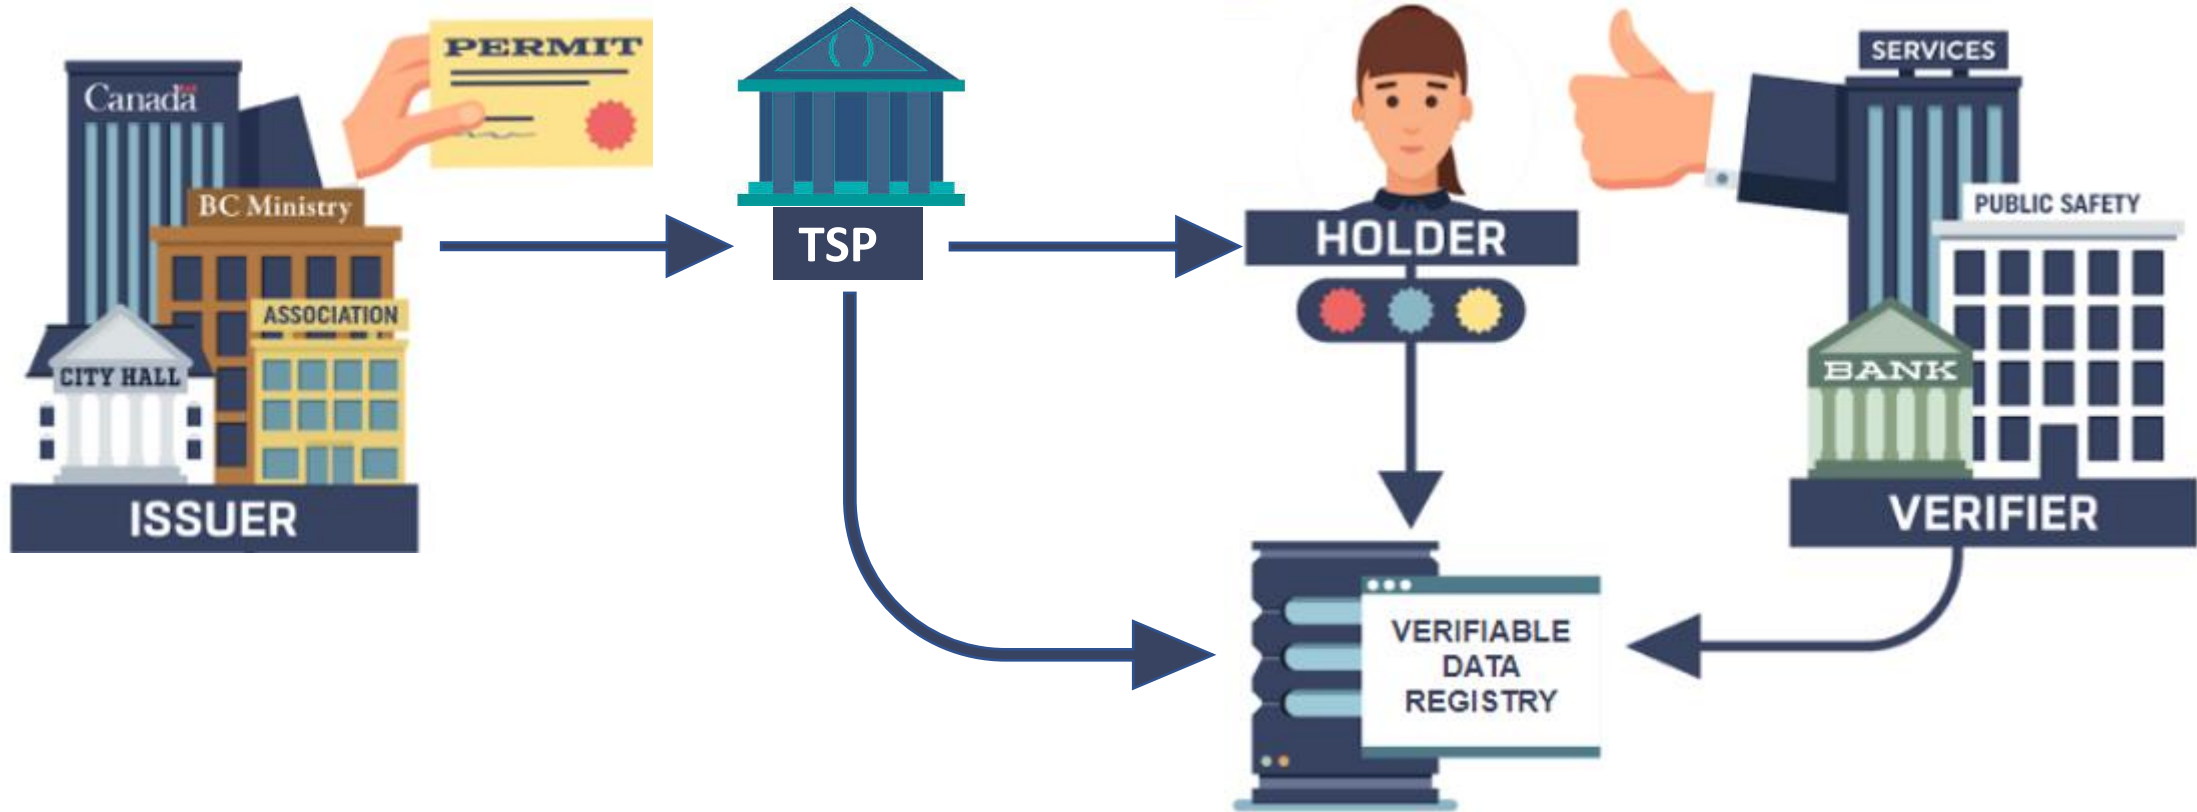 Canada
PERMIT
BC Ministry
ASSOCIATION
CITY HALL
ISSUER
TSP
HOLDER
SERVICES
PUBLIC SAFETY
BANK
VERIFIER
VERIFIABLE
DATA
REGISTRY